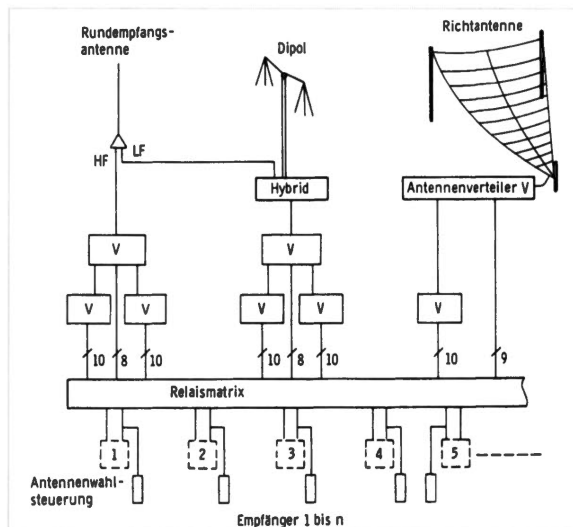 Rundempfangs-
antenne
Dipol
Richtantenne
HF
LF
Hybrid
Antennenverteiler V
V
V
V
V
V
V
V
V
10
8
10
10
8
10
10
9
Relaismatrix
1
2
3
4
5
Antennenwahl-
steuerung
Empfänger 1 bis n